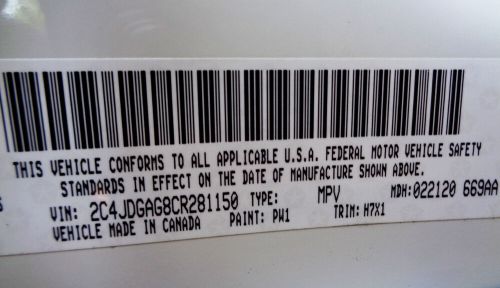 THIS VEHICLE CONFORMS TO ALL APPLICABLE U.S.A. FEDERAL MOTOR VEHICLE SAFETY
STANDARDS IN EFFECT ON THE DATE OF MANUFACTURE SHOWN ABOVE.
VIN: 2C4JDGAG8CR281150 TYPE: MPV MDH:022120 669AA
VEHICLE MADE IN CANADA PAINT: PW1 TRIM: H7X1